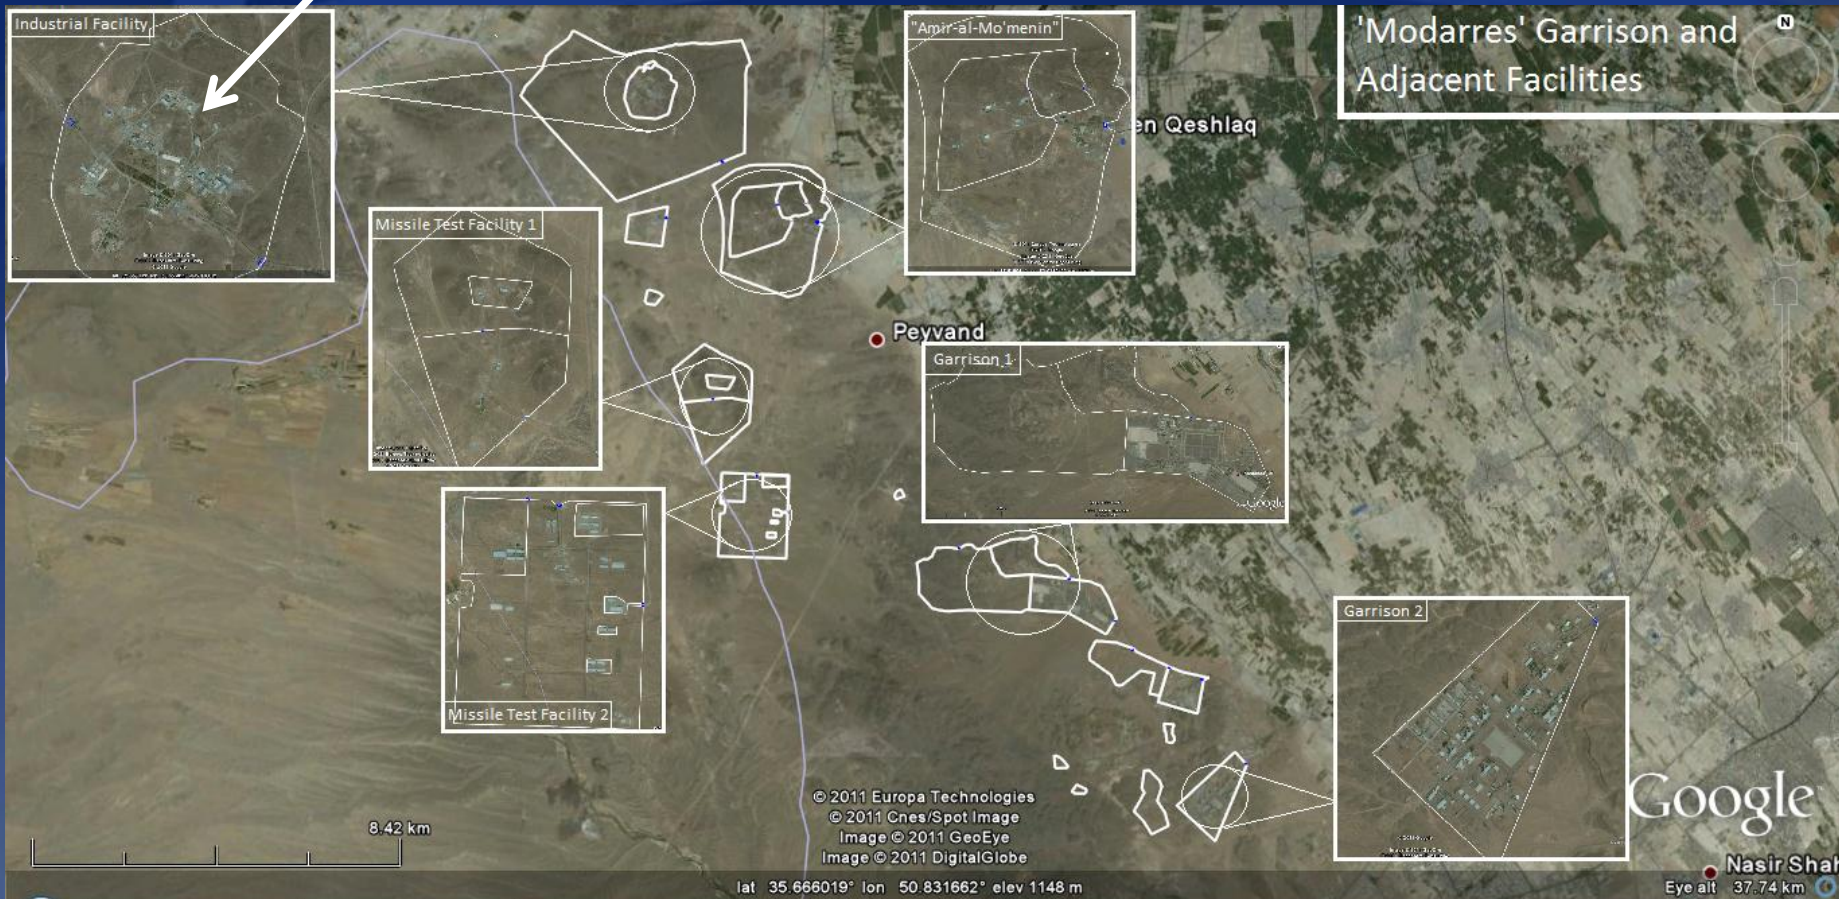 Industrial Facility
"Amir-al-Mo'menin"
'Modarres' Garrison and
Adjacent Facilities
N
en Qeshlaq
Missile Test Facility 1
Peyvand
Garrison 1
Google
Missile Test Facility 2
Garrison 2
© 2011 Europa Technologies
© 2011 Cnes/Spot Image
Image © 2011 GeoEye
Image © 2011 DigitalGlobe
8.42 km
Google
Nasir Shah
lat 35.666019° lon 50.831662° elev 1148 m
Eye alt 37.74 km